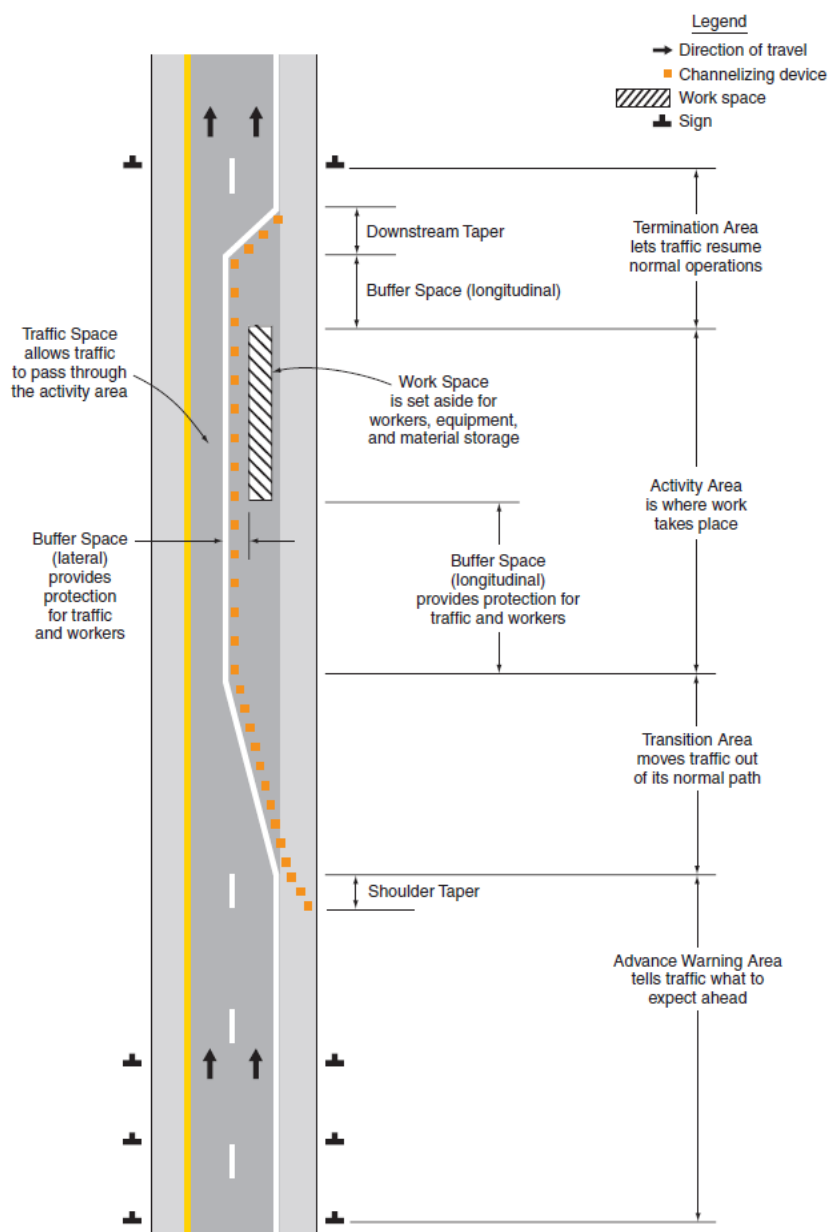 Legend
Direction of travel
Channelizing device
Work space
Sign
Downstream Taper
Termination Area
lets traffic resume
normal operations
Buffer Space (longitudinal)
Traffic Space
allows traffic
to pass through
the activity area
Work Space
is set aside for
workers, equipment,
and material storage
Activity Area
is where work
takes place
Buffer Space
(lateral)
provides
protection
for traffic
and workers
Buffer Space
(longitudinal)
provides protection for
traffic and workers
Transition Area
moves traffic out
of its normal path
Shoulder Taper
Advance Warning Area
tells traffic what to
expect ahead